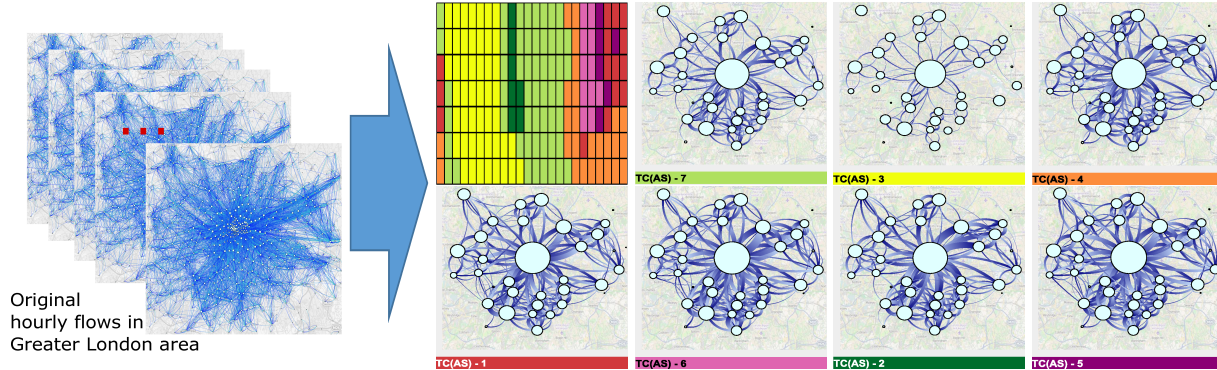 Original
hourly flows in
Greater London area
TC(AS) - 7
TC(AS) - 3
TC(AS) - 4
TC(AS) - 1
TC(AS) - 6
TC(AS) - 2
TC(AS) - 5